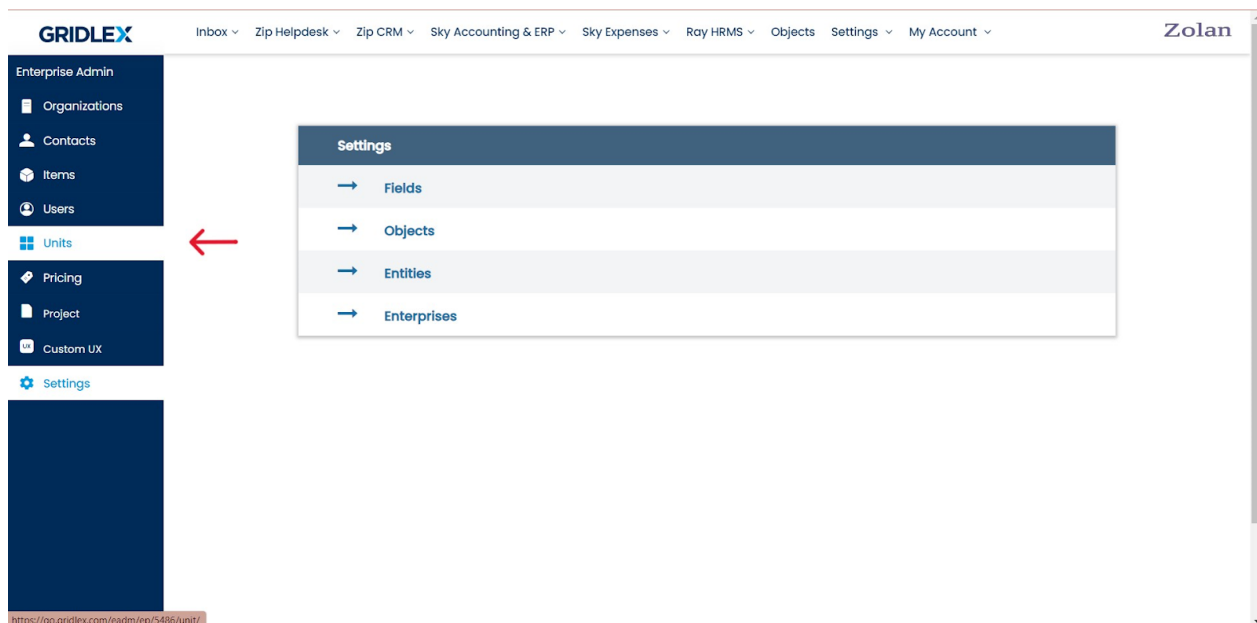 GRIDLEX
Inbox Zip Helpdesk Zip CRM Sky Accounting & ERP Sky Expenses Ray HRMS Objects Settings My Account
Zolan
Enterprise Admin
Organizations
Contacts
Items
Users
Units
Pricing
Project
UX Custom UX
Settings
Settings
Fields
Objects
Entities
Enterprises
https://go.gridlex.com/eadm/ep/5486/unit/